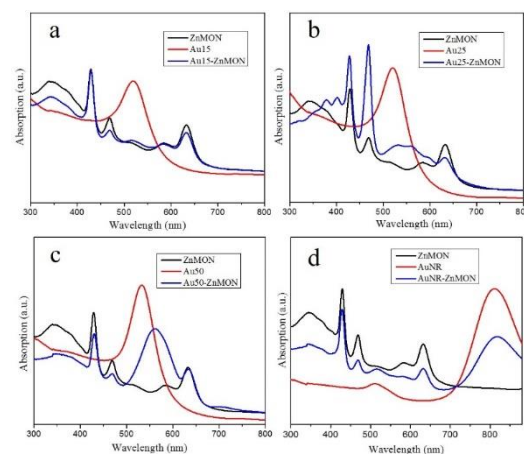 a
ZnMON
Au15
Au15-ZnMON
Absorption (a.u.)
300 400 500 600 700 800
Wavelength (nm)
b
ZnMON
Au25
Au25-ZnMON
Absorption (a.u.)
300 400 500 600 700 800
Wavelength (nm)
c
ZnMON
Au50
Au50-ZnMON
Absorption (a.u.)
300 400 500 600 700 800
Wavelength (nm)
d
ZnMON
AuNR
AuNR-ZnMON
Absorption (a.u.)
300 400 500 600 700 800
Wavelength (nm)